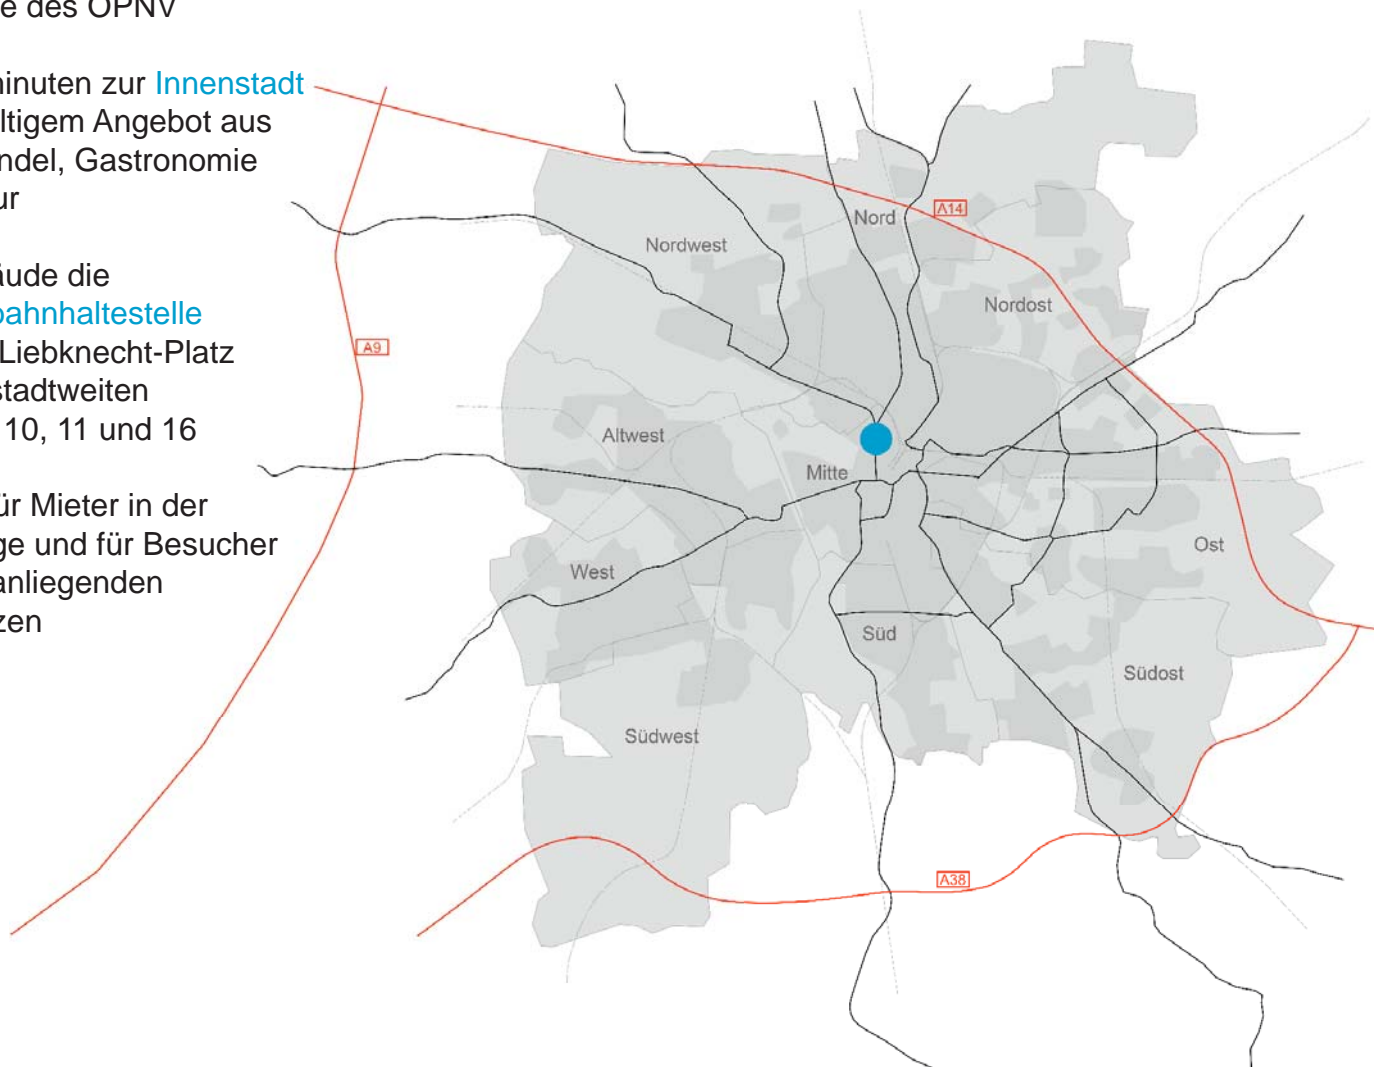 e des ÖPNV
minuten zur Innenstadt
ltigem Angebot aus
ndel, Gastronomie
ur
äude die
bahnhaltestelle
Liebknecht-Platz
stadtweiten
10, 11 und 16
ür Mieter in der
ge und für Besucher
anliegenden
zen
Nord
A14
Nordwest
Nordost
A9
Altwest
Mitte
Ost
West
Süd
Südost
Südwest
A38